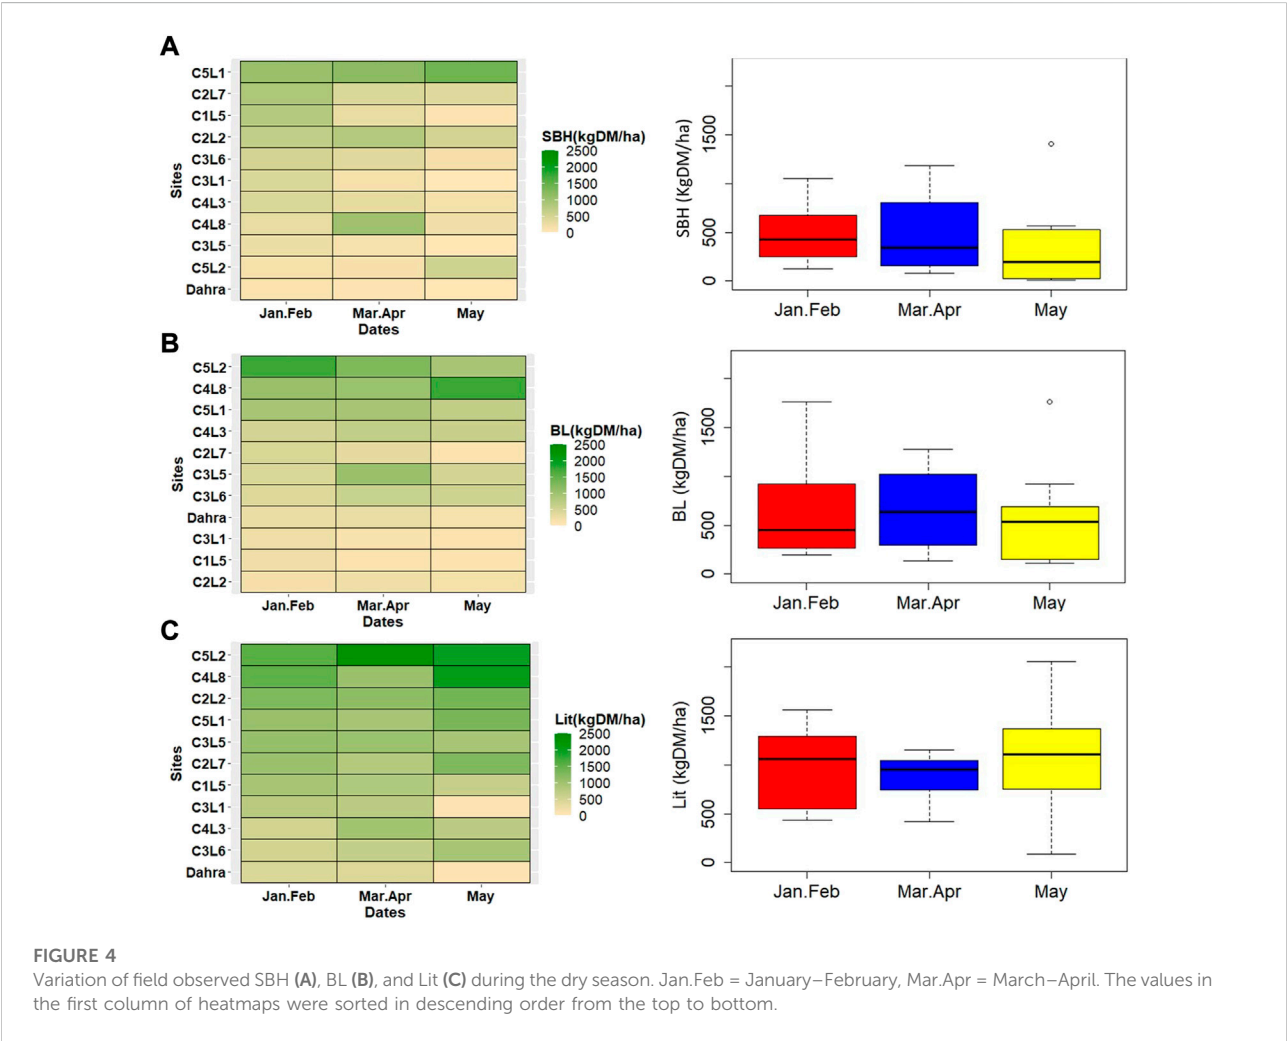 A
C5L1
C2L7
C1L5
C2L2
C3L6
C3L1
C4L3
C4L8
C3L5
C5L2
Dahra
Sites
Jan.Feb Mar.Apr May
Dates
SBH(kgDM/ha)
2500
2000
1500
1000
500
0
SBH (KgDM/ha)
1500
500
0
Jan.Feb Mar.Apr May
B
C5L2
C4L8
C5L1
C4L3
C2L7
C3L5
C3L6
Dahra
C3L1
C1L5
C2L2
Sites
Jan.Feb Mar.Apr May
Dates
BL(kgDM/ha)
2500
2000
1500
1000
500
0
BL (kgDM/ha)
1500
500
0
Jan.Feb Mar.Apr May
C
C5L2
C4L8
C2L2
C5L1
C3L5
C2L7
C1L5
C3L1
C4L3
C3L6
Dahra
Sites
Jan.Feb Mar.Apr May
Dates
Lit(kgDM/ha)
2500
2000
1500
1000
500
0
Lit (kgDM/ha)
1500
500
0
Jan.Feb Mar.Apr May
FIGURE 4
Variation of field observed SBH (A), BL (B), and Lit (C) during the dry season. Jan.Feb = January–February, Mar.Apr = March–April. The values in
the first column of heatmaps were sorted in descending order from the top to bottom.